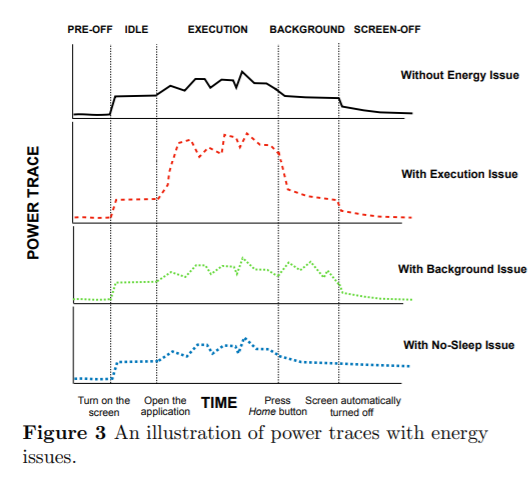 PRE-OFF IDLE EXECUTION BACKGROUND SCREEN-OFF
Without Energy Issue
With Execution Issue
POWER TRACE
With Background Issue
With No-Sleep Issue
Turn on the
screen
Open the
application
TIME
Press
Home button
Screen automatically
turned off
Figure 3 An illustration of power traces with energy
issues.